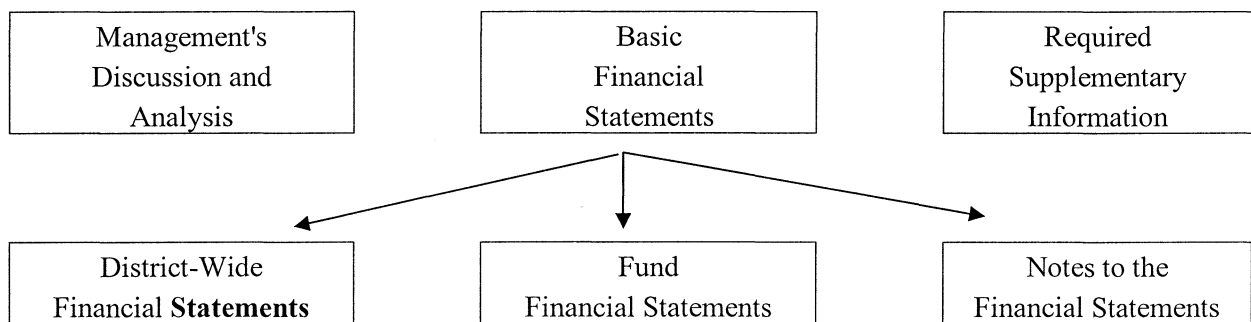 Management's
Discussion and
Analysis
Basic
Financial
Statements
Required
Supplementary
Information
District-Wide
Financial Statements
Fund
Financial Statements
Notes to the
Financial Statements